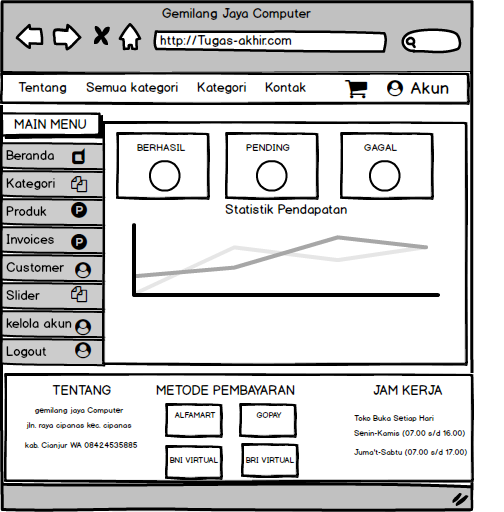 Gemilang Jaya Computer
http://Tugas-akhir.com
Tentang Semua kategori Kategori Kontak Akun
MAIN MENU
Beranda
Kategori
Produk
Invoices
Customer
Slider
kelola akun
Logout
BERHASIL PENDING GAGAL
Statistik Pendapatan
TENTANG
gemilang jaya Computer
jln. raya cipanas kec. cipanas
kab. Cianjur WA 08424535885
METODE PEMBAYARAN
ALFAMART GOPAY
BNI VIRTUAL BRI VIRTUAL
JAM KERJA
Toko Buka Setiap Hari
Senin-Kamis (07.00 s/d 16.00)
Juma't-Sabtu (07.00 s/d 17.00)